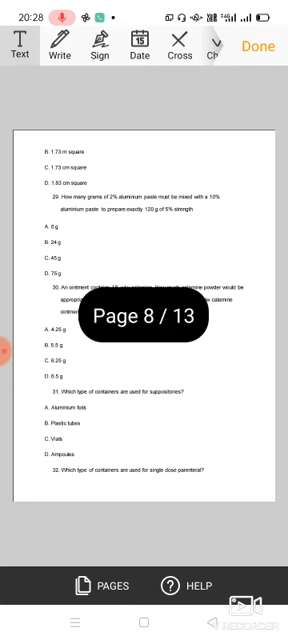 20:28
Text Write Sign Date Cross Ch Done
B. 1.73 m square
C. 1.73 cm square
D. 1.83 cm square
29. How many grams of 2% aluminium paste must be mixed with a 10%
aluminium paste to prepare exactly 120 g of 5% strength
A. 6 g
B. 24 g
C. 45 g
D. 75 g
30. An ointment calamine powder would be
calamine
Page 8 / 13
A. 4.25 g
B. 5.5 g
C. 6.25 g
D. 6.5 g
31. Which type of containers are used for suppositories?
A. Aluminium foils
B. Plastic tubes
C. Vials
D. Ampoules
32. Which type of containers are used for single dose parenteral?
PAGES HELP
RECORDER